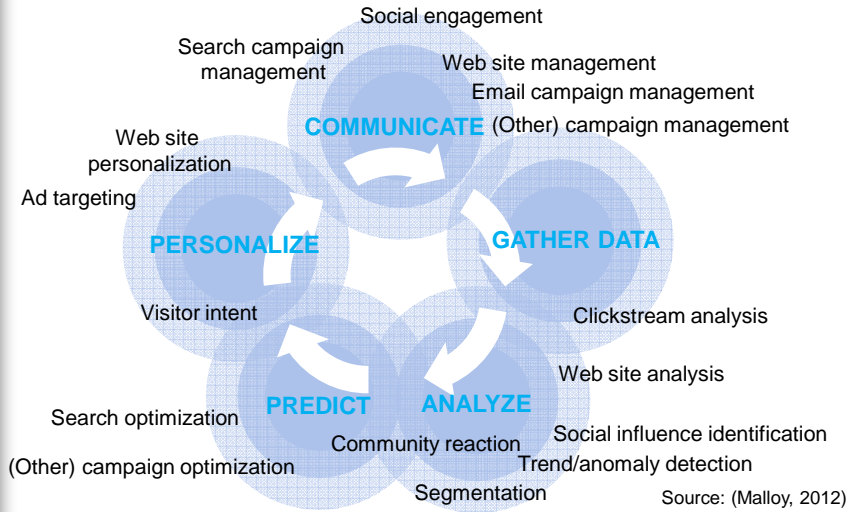 Social engagement
Search campaign
management
Web site management
Email campaign management
COMMUNICATE
(Other) campaign management
Web site
personalization
Ad targeting
PERSONALIZE
GATHER DATA
Visitor intent
Clickstream analysis
Web site analysis
PREDICT
ANALYZE
Search optimization
Community reaction
Social influence identification
(Other) campaign optimization
Trend/anomaly detection
Segmentation
Source: (Malloy, 2012)